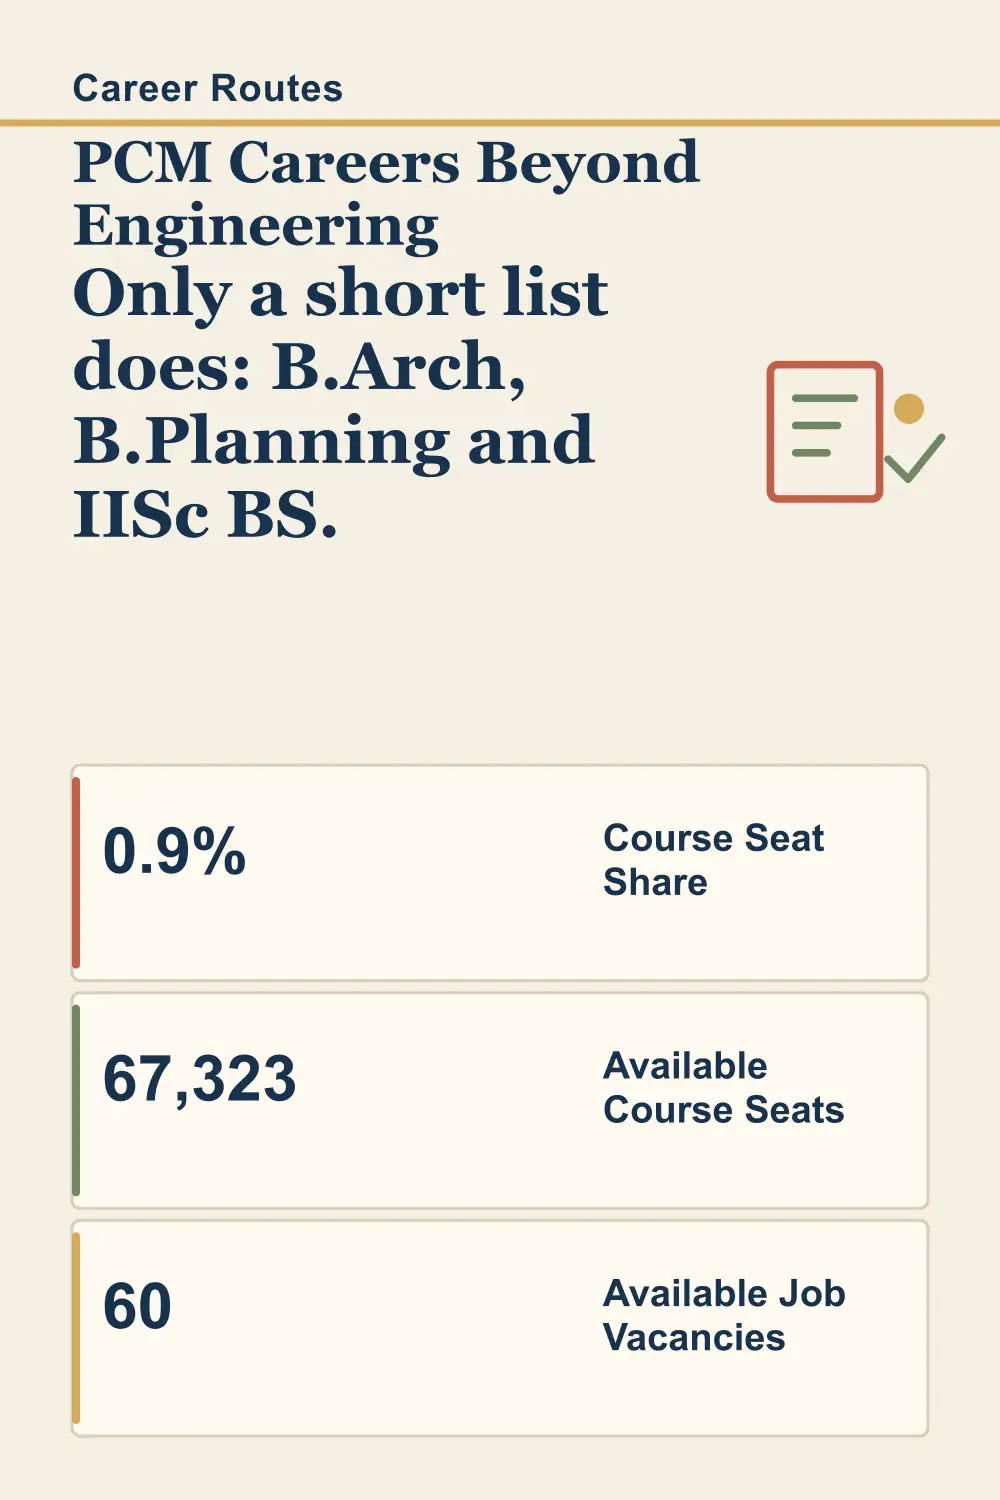 Career Routes
PCM Careers Beyond
Engineering
Only a short list
does: B.Arch,
B.Planning and
IISc BS.
0.9%
Course Seat
Share
67,323
Available
Course Seats
60
Available Job
Vacancies